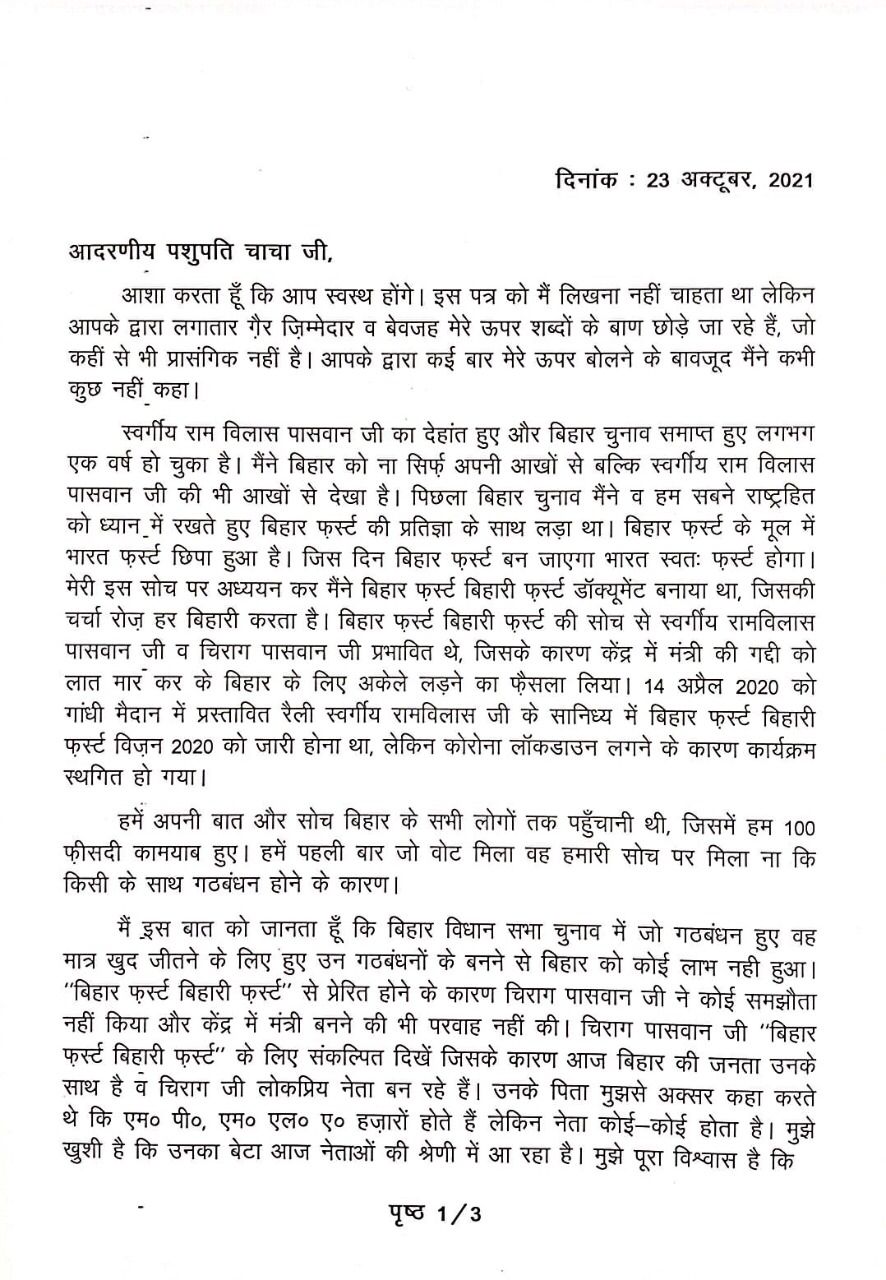 दिनांक : 23 अक्टूबर, 2021
आदरणीय पशुपति चाचा जी,
आशा करता हूँ कि आप स्वस्थ होंगे। इस पत्र को मैं लिखना नहीं चाहता था लेकिन
आपके द्वारा लगातार ग़ैर ज़िम्मेदार व बेवजह मेरे ऊपर शब्दों के बाण छोड़े जा रहे हैं, जो
कहीं से भी प्रासंगिक नहीं है। आपके द्वारा कई बार मेरे ऊपर बोलने के बावजूद मैंने कभी
कुछ नहीं कहा।
स्वर्गीय राम विलास पासवान जी का देहांत हुए और बिहार चुनाव समाप्त हुए लगभग
एक वर्ष हो चुका है। मैंने बिहार को ना सिर्फ़ अपनी आखों से बल्कि स्वर्गीय राम विलास
पासवान जी की भी आखों से देखा है। पिछला बिहार चुनाव मैंने व हम सबने राष्ट्रहित
को ध्यान में रखते हुए बिहार फ़र्स्ट की प्रतिज्ञा के साथ लड़ा था। बिहार फ़र्स्ट के मूल में
भारत फ़र्स्ट छिपा हुआ है। जिस दिन बिहार फ़र्स्ट बन जाएगा भारत स्वतः फ़र्स्ट होगा।
मेरी इस सोच पर अध्ययन कर मैंने बिहार फ़र्स्ट बिहारी फ़र्स्ट डॉक्यूमेंट बनाया था, जिसकी
चर्चा रोज़ हर बिहारी करता है। बिहार फ़र्स्ट बिहारी फ़र्स्ट की सोच से स्वर्गीय रामविलास
पासवान जी व चिराग पासवान जी प्रभावित थे, जिसके कारण केंद्र में मंत्री की गद्दी को
लात मार कर के बिहार के लिए अकेले लड़ने का फ़ैसला लिया। 14 अप्रैल 2020 को
गांधी मैदान में प्रस्तावित रैली स्वर्गीय रामविलास जी के सानिध्य में बिहार फ़र्स्ट बिहारी
फ़र्स्ट विज़न 2020 को जारी होना था, लेकिन कोरोना लॉकडाउन लगने के कारण कार्यक्रम
स्थगित हो गया।
हमें अपनी बात और सोच बिहार के सभी लोगों तक पहुँचानी थी, जिसमें हम 100
फ़ीसदी कामयाब हुए। हमें पहली बार जो वोट मिला वह हमारी सोच पर मिला ना कि
किसी के साथ गठबंधन होने के कारण।
मैं इस बात को जानता हूँ कि बिहार विधान सभा चुनाव में जो गठबंधन हुए वह
मात्र खुद जीतने के लिए हुए उन गठबंधनों के बनने से बिहार को कोई लाभ नही हुआ।
"बिहार फ़र्स्ट बिहारी फ़र्स्ट" से प्रेरित होने के कारण चिराग पासवान जी ने कोई समझौता
नहीं किया और केंद्र में मंत्री बनने की भी परवाह नहीं की। चिराग पासवान जी "बिहार
फ़र्स्ट बिहारी फ़र्स्ट" के लिए संकल्पित दिखें जिसके कारण आज बिहार की जनता उनके
साथ है व चिराग जी लोकप्रिय नेता बन रहे हैं। उनके पिता मुझसे अक्सर कहा करते
थे कि एम० पी०, एम० एल० ए० हज़ारों होते हैं लेकिन नेता कोई–कोई होता है। मुझे
खुशी है कि उनका बेटा आज नेताओं की श्रेणी में आ रहा है। मुझे पूरा विश्वास है कि
पृष्ठ 1/3